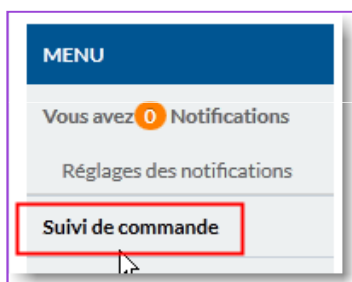 MENU
Vous avez 0 Notifications
Réglages des notifications
Suivi de commande